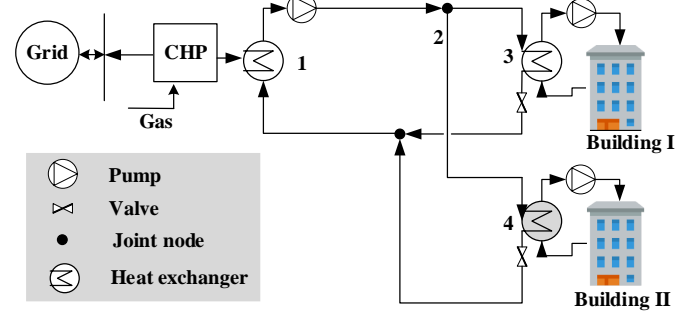 Grid
CHP
Gas
1
2
3
Building I
4
Building II
Pump
Valve
Joint node
Heat exchanger